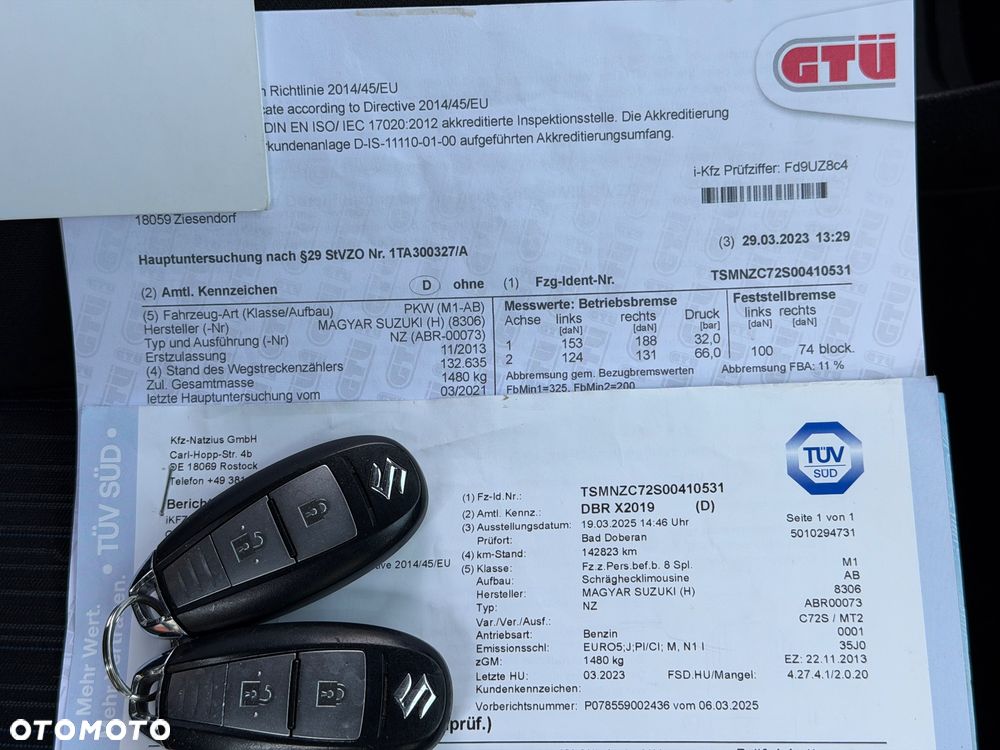 GTÜ
n Richtlinie 2014/45/EU
cate according to Directive 2014/45/EU
DIN EN ISO/ IEC 17020:2012 akkreditierte Inspektionsstelle. Die Akkreditierung
rkundenanlage D-IS-11110-01-00 aufgeführten Akkreditierungsumfang.
i-Kfz Prüfziffer: Fd9UZ8c4
18059 Ziesendorf
(3) 29.03.2023 13:29
Hauptuntersuchung nach §29 StVZO Nr. 1TA300327/A
(2) Amtl. Kennzeichen D ohne (1) Fzg-Ident-Nr. TSMNZC72S00410531
(5) Fahrzeug-Art (Klasse/Aufbau) PKW (M1-AB)
Hersteller (-Nr) MAGYAR SUZUKI (H) (8306)
Typ und Ausführung (-Nr) NZ (ABR-00073)
Erstzulassung 11/2013
(4) Stand des Wegstreckenzählers 132.635
Zul. Gesamtmasse 1480 kg
letzte Hauptuntersuchung vom 03/2021
Messwerte: Betriebsbremse
Achse links rechts Druck
[daN] [daN] [bar]
1 153 188 32,0
2 124 131 66,0
Abbremsung gem. Bezugbremswerten
FbMin1=325, FbMin2=200
Feststellbremse
links rechts
[daN] [daN]
100 74 block.
Abbremsung FBA: 11 %
TÜV SÜD
Mehr Wert.
Kfz-Natzius GmbH
Carl-Hopp-Str. 4b
DE 18069 Rostock
Telefon +49 381
Bericht
iKFZ
ctive 2014/45/EU
TÜV
SÜD
(1) Fz-Id.Nr.: TSMNZC72S00410531
(2) Amtl. Kennz.: DBR X2019 (D)
(3) Ausstellungsdatum: 19.03.2025 14:46 Uhr
Prüfort: Bad Doberan
(4) km-Stand: 142823 km
(5) Klasse: Fz.z.Pers.bef.b. 8 Spl. M1
Aufbau: Schräghecklimousine AB
Hersteller: MAGYAR SUZUKI (H) 8306
Typ: NZ ABR00073
Var./Ver./Ausf.: C72S / MT2
Antriebsart: Benzin 0001
Emissionsschl.: EURO5;J;PI/CI; M, N1 I 35J0
zGM: 1480 kg EZ: 22.11.2013
Letzte HU: 03.2023 FSD.HU/Mangel: 4.27.4.1/2.0.20
Kundenkennzeichen:
Vorberichtsnummer: P078559002436 vom 06.03.2025
Seite 1 von 1
5010294731
prüf.)
OTOMOTO